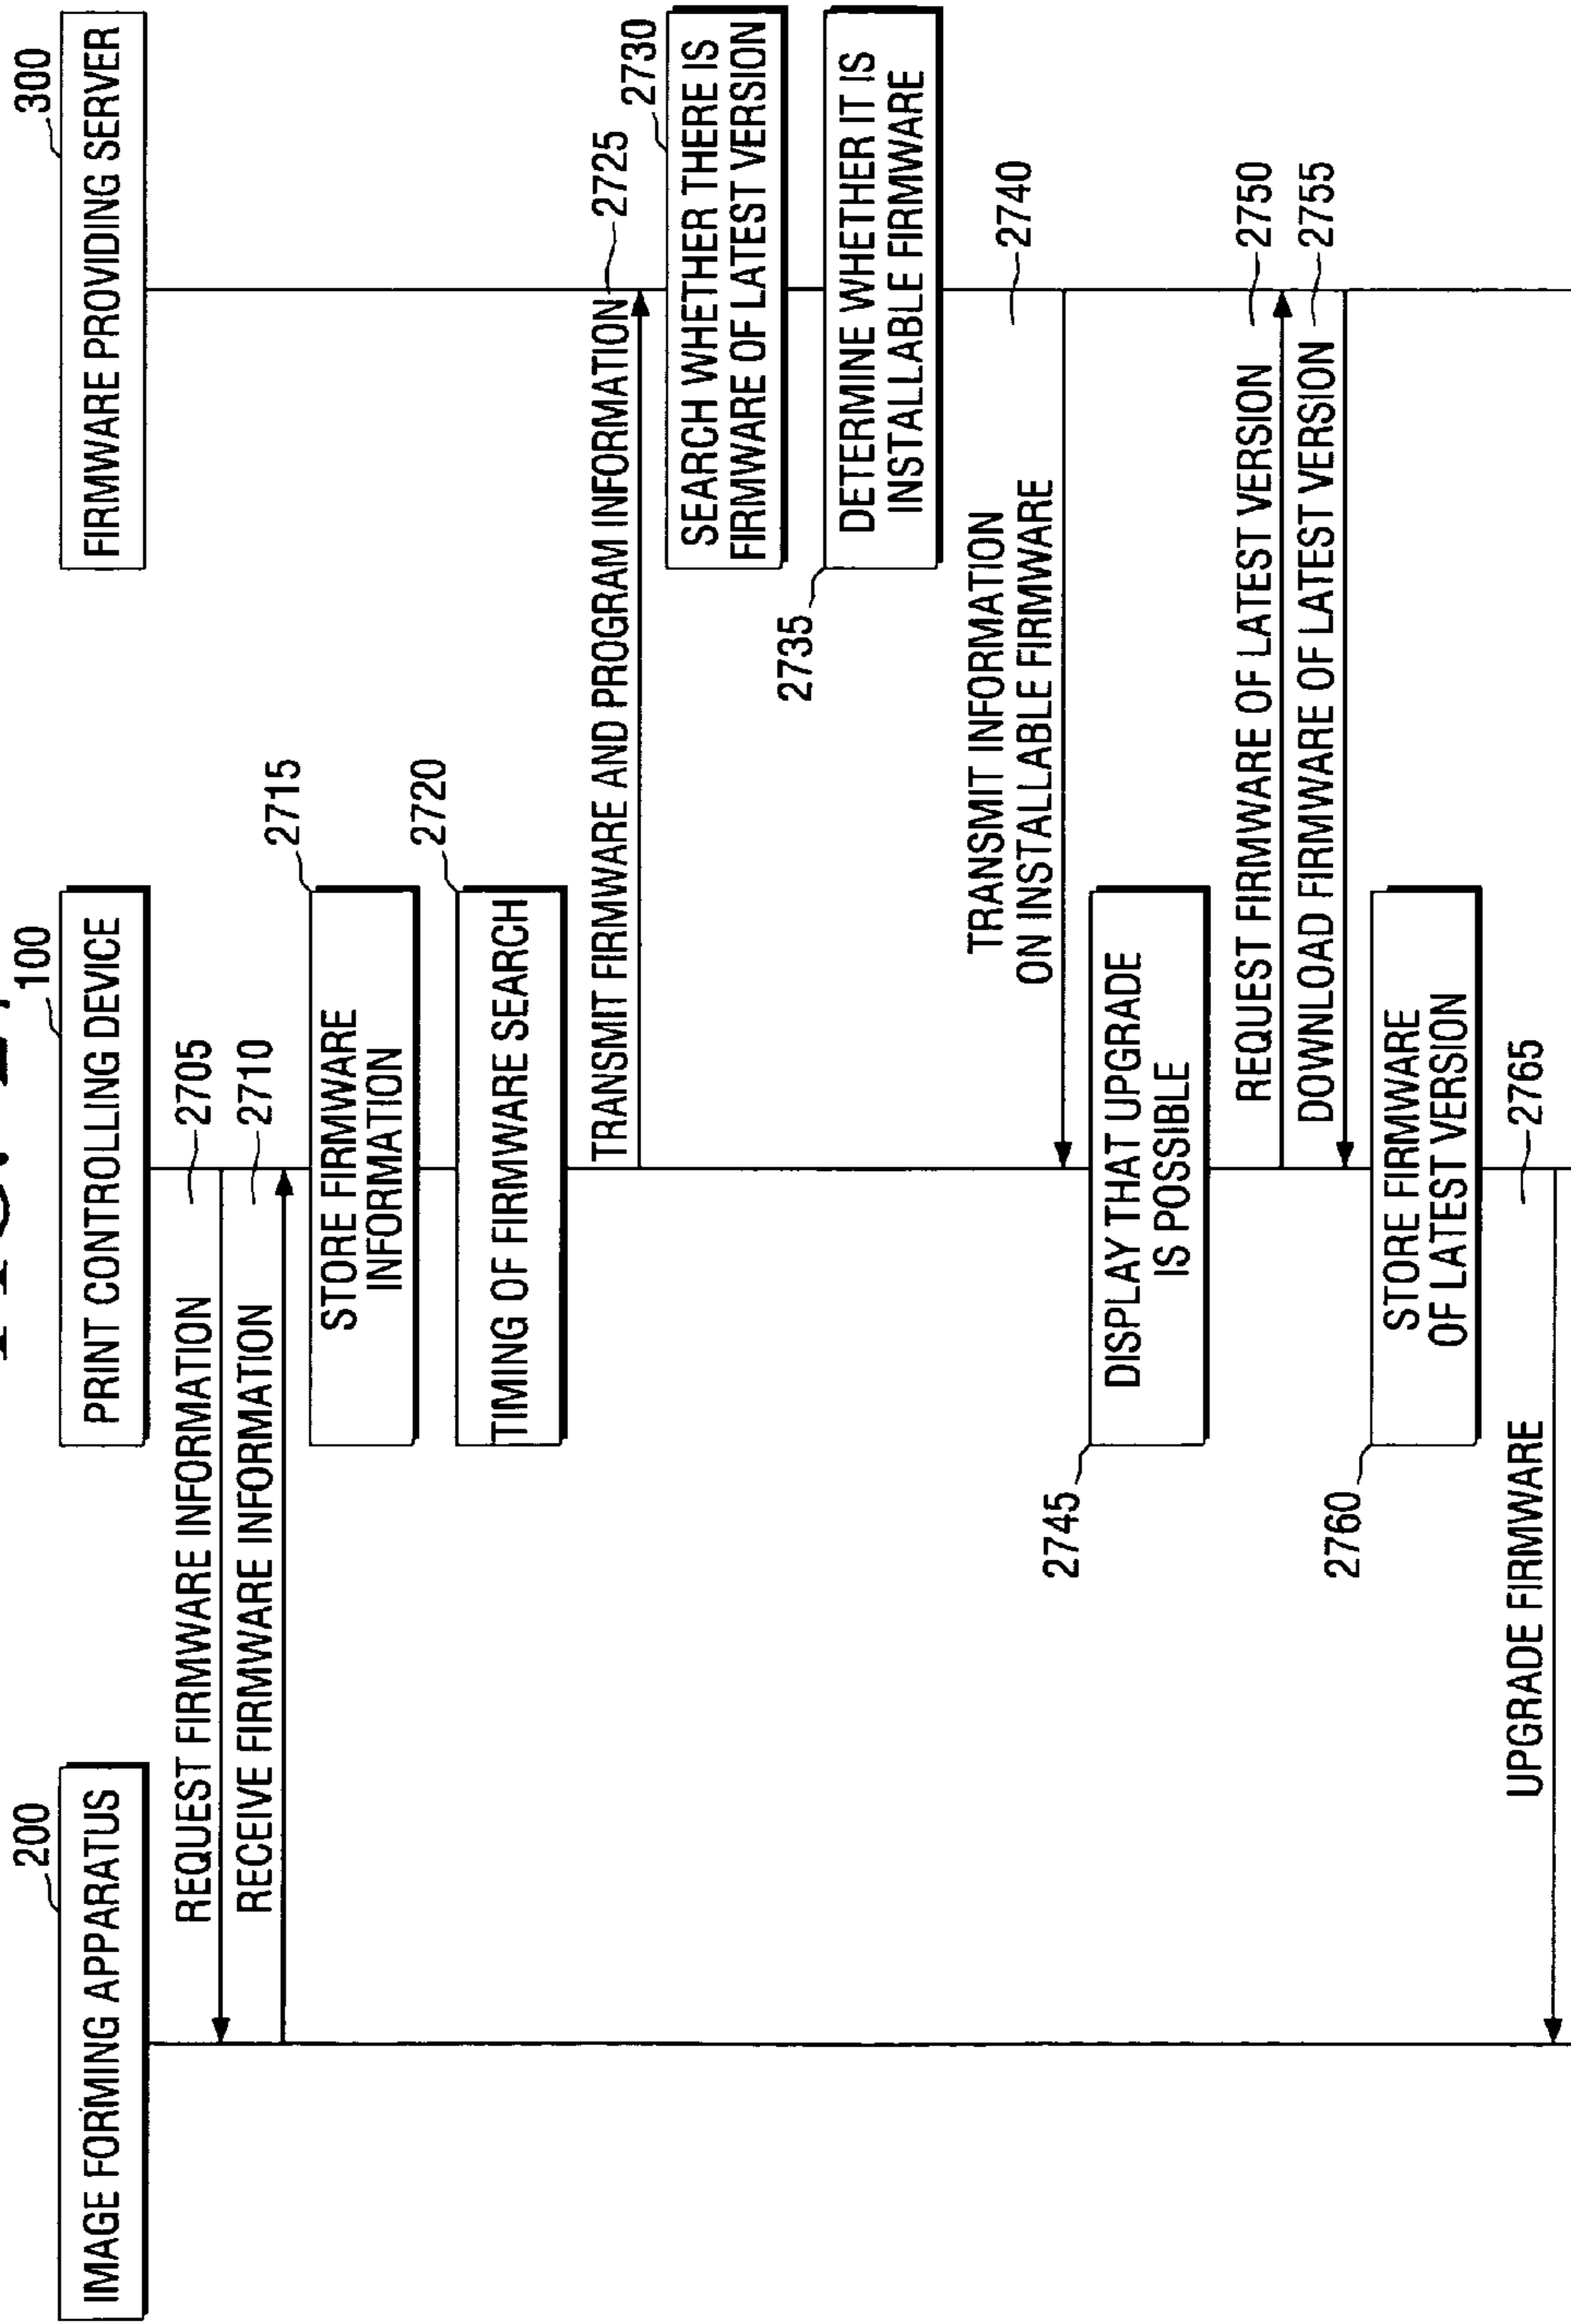 200
IMAGE FORMING APPARATUS
100
PRINT CONTROLLING DEVICE
300
FIRMWARE PROVIDING SERVER
REQUEST FIRMWARE INFORMATION
2705
RECEIVE FIRMWARE INFORMATION
2710
STORE FIRMWARE
INFORMATION
2715
TIMING OF FIRMWARE SEARCH
2720
TRANSMIT FIRMWARE AND PROGRAM INFORMATION
2725
SEARCH WHETHER THERE IS
FIRMWARE OF LATEST VERSION
2730
2735
DETERMINE WHETHER IT IS
INSTALLABLE FIRMWARE
TRANSMIT INFORMATION
ON INSTALLABLE FIRMWARE
2740
2745
DISPLAY THAT UPGRADE
IS POSSIBLE
REQUEST FIRMWARE OF LATEST VERSION
2750
DOWNLOAD FIRMWARE OF LATEST VERSION
2755
2760
STORE FIRMWARE
OF LATEST VERSION
UPGRADE FIRMWARE
2765